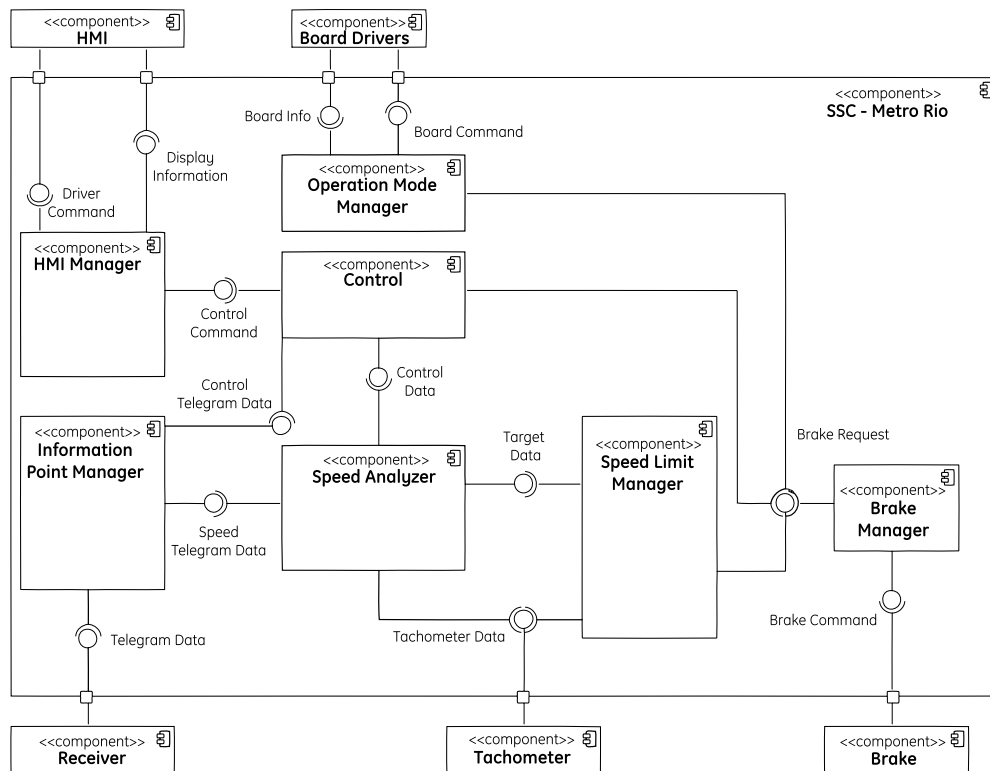 <<component>>
HMI
<<component>>
Board Drivers
<<component>>
SSC - Metro Rio
Board Info
Board Command
Display
Information
Driver
Command
<<component>>
Operation Mode
Manager
<<component>>
HMI Manager
<<component>>
Control
Control
Command
Control
Telegram Data
Control
Data
<<component>>
Information
Point Manager
<<component>>
Speed Analyzer
Target
Data
<<component>>
Speed Limit
Manager
Brake Request
<<component>>
Brake
Manager
Speed
Telegram Data
Telegram Data
Tachometer Data
Brake Command
<<component>>
Receiver
<<component>>
Tachometer
<<component>>
Brake